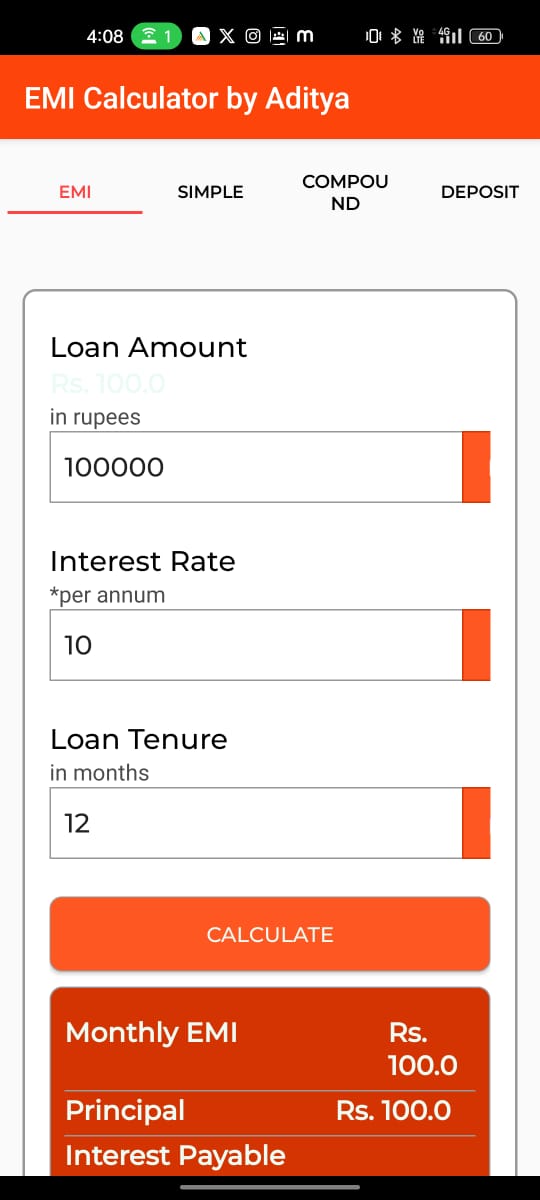 4:08 1 X m VO LTE 4G 60
EMI Calculator by Aditya
EMI SIMPLE COMPOU
ND DEPOSIT
Loan Amount
Rs. 100.0
in rupees
100000
Interest Rate
*per annum
10
Loan Tenure
in months
12
CALCULATE
Monthly EMI Rs.
100.0
Principal Rs. 100.0
Interest Payable